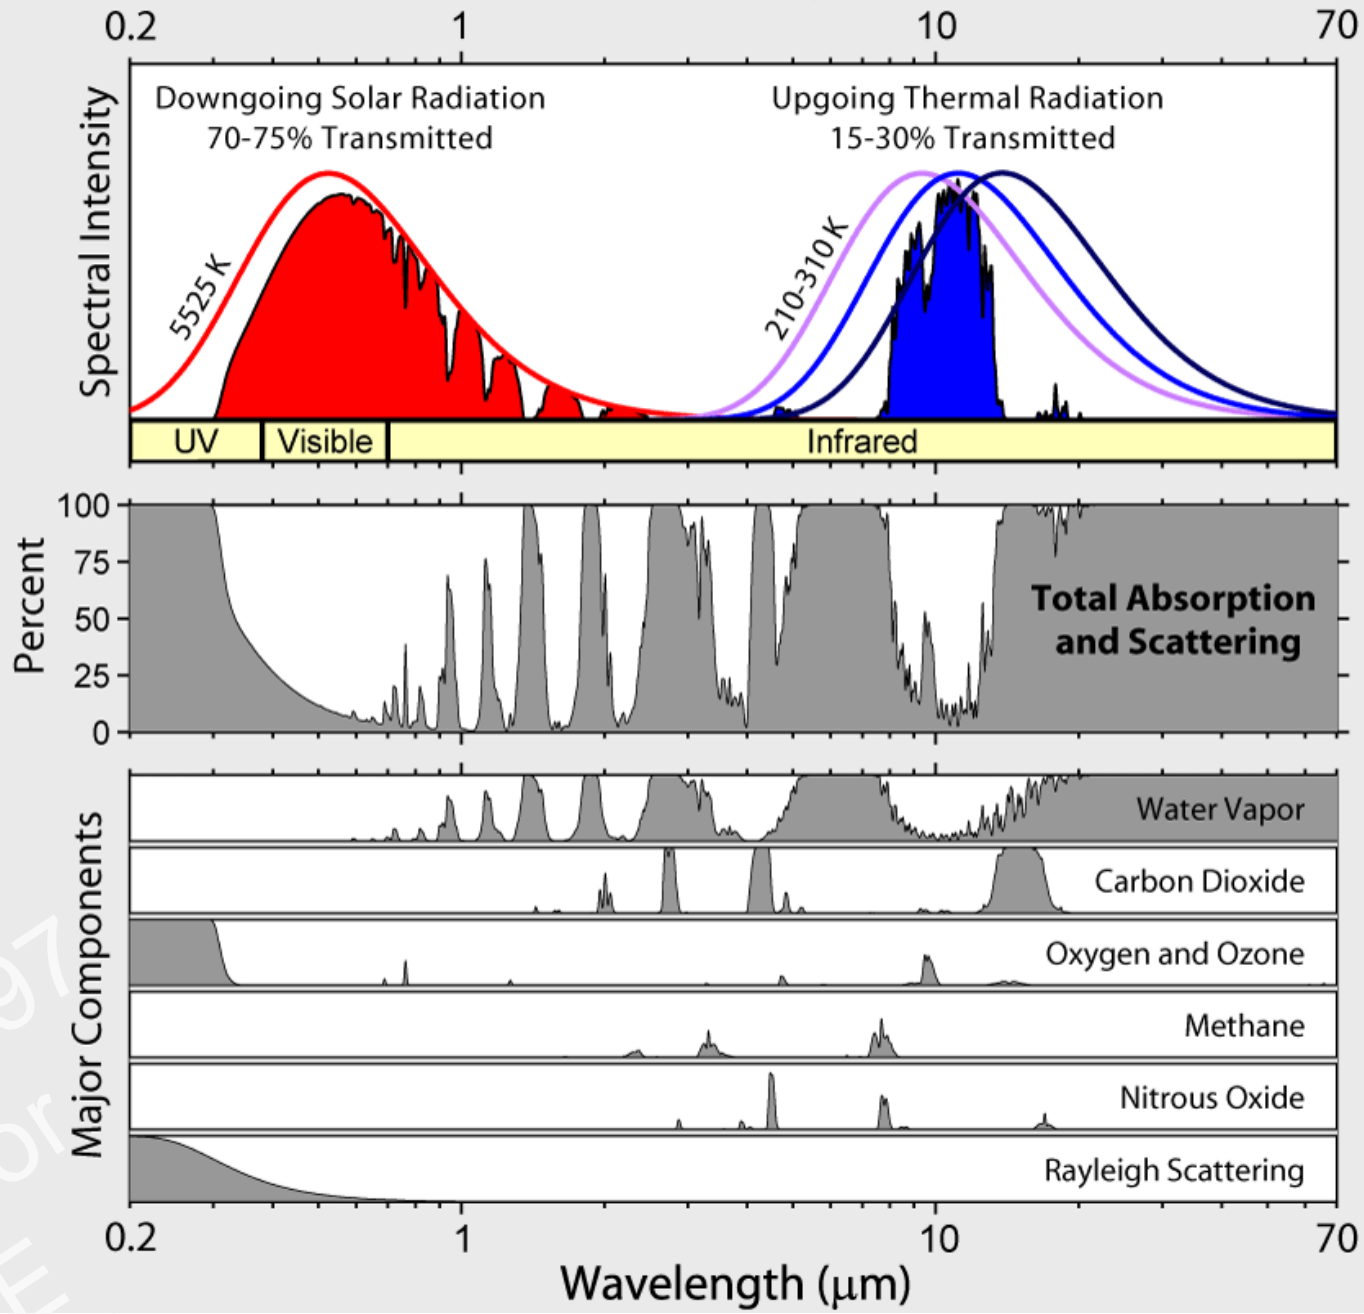 0.2 1 10 70
Downgoing Solar Radiation
70-75% Transmitted
Upgoing Thermal Radiation
15-30% Transmitted
Spectral Intensity
5525 K
210-310 K
UV Visible Infrared
Percent
100
75
50
25
0
Total Absorption
and Scattering
Major Components
Water Vapor
Carbon Dioxide
Oxygen and Ozone
Methane
Nitrous Oxide
Rayleigh Scattering
0.2 1 10 70
Wavelength (μm)
97
or
E